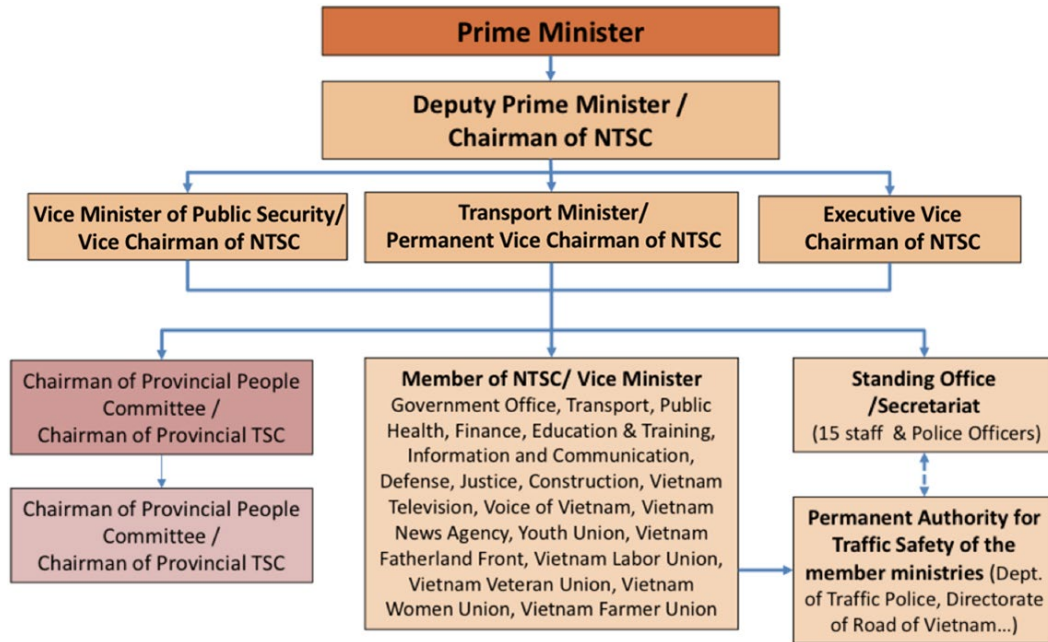 Prime Minister
Deputy Prime Minister /
Chairman of NTSC
Vice Minister of Public Security/
Vice Chairman of NTSC
Transport Minister/
Permanent Vice Chairman of NTSC
Executive Vice
Chairman of NTSC
Chairman of Provincial People
Committee /
Chairman of Provincial TSC
Chairman of Provincial People
Committee /
Chairman of Provincial TSC
Member of NTSC/ Vice Minister
Government Office, Transport, Public
Health, Finance, Education & Training,
Information and Communication,
Defense, Justice, Construction, Vietnam
Television, Voice of Vietnam, Vietnam
News Agency, Youth Union, Vietnam
Fatherland Front, Vietnam Labor Union,
Vietnam Veteran Union, Vietnam
Women Union, Vietnam Farmer Union
Standing Office
/Secretariat
(15 staff & Police Officers)
Permanent Authority for
Traffic Safety of the
member ministries (Dept.
of Traffic Police, Directorate
of Road of Vietnam...)